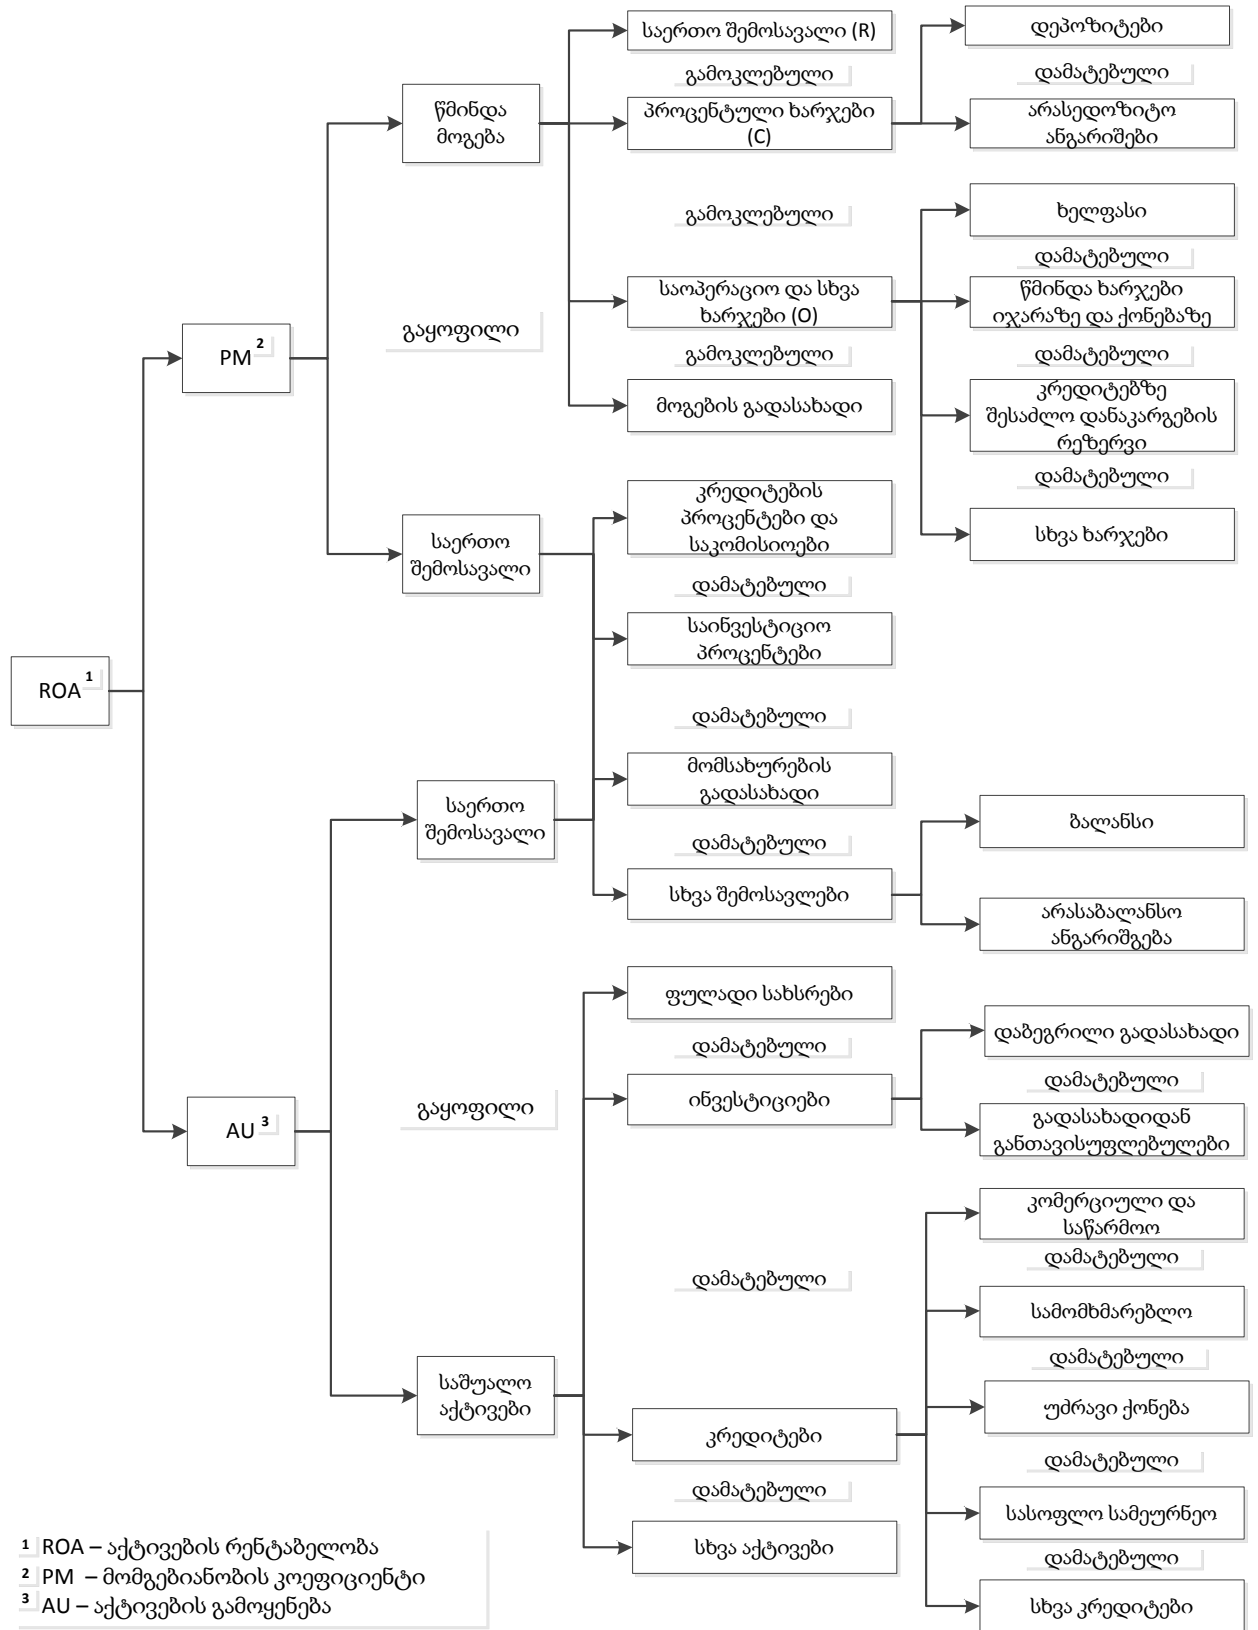 საერთო შემოსავალი (R)
გამოკლებული
პროცენტული ხარჯები
(C)
გამოკლებული
საოპერაციო და სხვა
ხარჯები (O)
გამოკლებული
მოგების გადასახადი
დეპოზიტები
დამატებული
არასედოზიტო
ანგარიშები
ხელფასი
დამატებული
წმინდა ხარჯები
იჯარაზე და ქონებაზე
დამატებული
კრედიტებზე
შესაძლო დანაკარგების
რეზერვი
დამატებული
სხვა ხარჯები
წმინდა
მოგება
გაყოფილი
საერთო
შემოსავალი
PM 2
კრედიტების
პროცენტები და
საკომისიოები
დამატებული
საინვესტიციო
პროცენტები
დამატებული
მომსახურების
გადასახადი
დამატებული
სხვა შემოსავლები
ბალანსი
არასაბალანსო
ანგარიშგება
ROA 1
საერთო
შემოსავალი
გაყოფილი
AU 3
საშუალო
აქტივები
ფულადი სახსრები
დამატებული
ინვესტიციები
დამატებული
კრედიტები
დამატებული
სხვა აქტივები
დაბეგრილი გადასახადი
დამატებული
გადასახადიდან
განთავისუფლებულები
კომერციული და
საწარმოო
დამატებული
სამომხმარებლო
დამატებული
უძრავი ქონება
დამატებული
სასოფლო სამეურნეო
დამატებული
სხვა კრედიტები
1 ROA – აქტივების რენტაბელობა
2 PM – მომგებიანობის კოეფიციენტი
3 AU – აქტივების გამოყენება